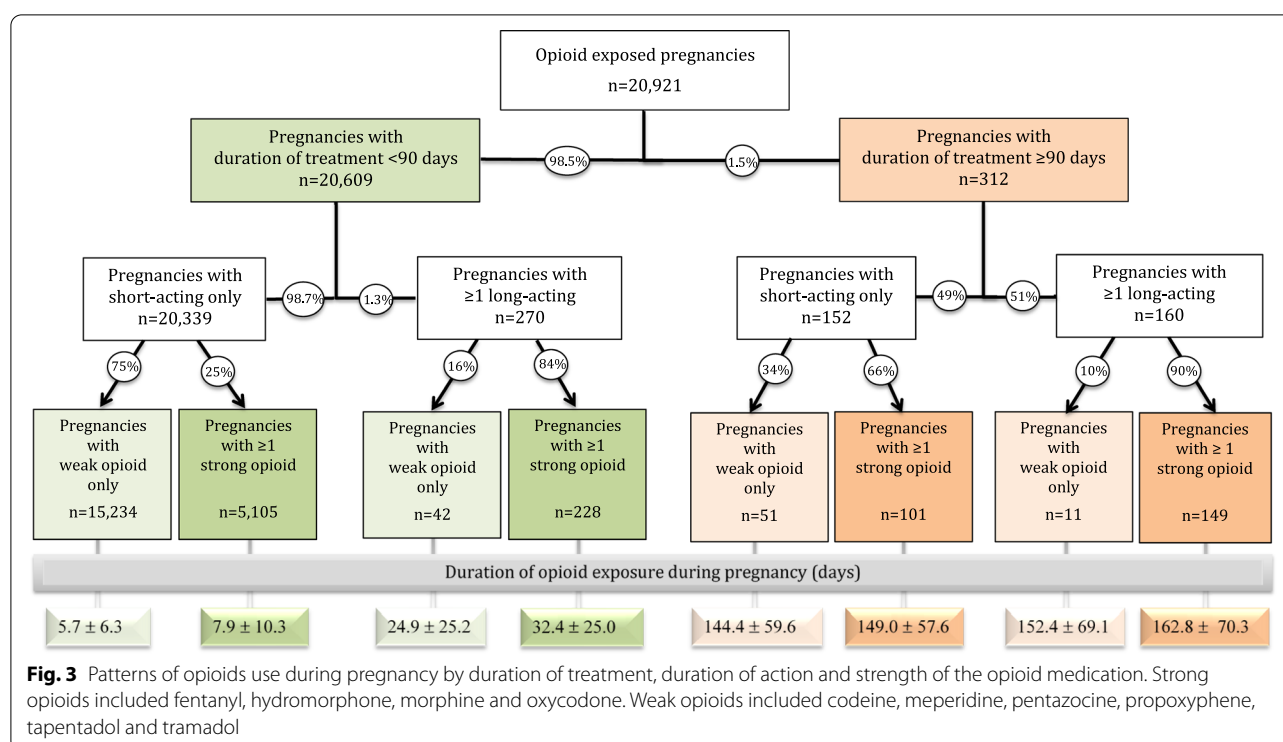 Opioid exposed pregnancies
n=20,921
Pregnancies with
duration of treatment <90 days
n=20,609
98.5%
1.5%
Pregnancies with
duration of treatment ≥90 days
n=312
Pregnancies with
short-acting only
n=20,339
98.7%
1.3%
Pregnancies with
≥1 long-acting
n=270
Pregnancies with
short-acting only
n=152
49%
51%
Pregnancies with
≥1 long-acting
n=160
75%
25%
16%
84%
34%
66%
10%
90%
Pregnancies
with
weak opioid
only
n=15,234
Pregnancies
with ≥1
strong opioid
n=5,105
Pregnancies
with
weak opioid
only
n=42
Pregnancies
with ≥1
strong opioid
n=228
Pregnancies
with
weak opioid
only
n=51
Pregnancies
with ≥1
strong opioid
n=101
Pregnancies
with
weak opioid
only
n=11
Pregnancies
with ≥ 1
strong opioid
n=149
Duration of opioid exposure during pregnancy (days)
5.7 ± 6.3
7.9 ± 10.3
24.9 ± 25.2
32.4 ± 25.0
144.4 ± 59.6
149.0 ± 57.6
152.4 ± 69.1
162.8 ± 70.3
Fig. 3 Patterns of opioids use during pregnancy by duration of treatment, duration of action and strength of the opioid medication. Strong
opioids included fentanyl, hydromorphone, morphine and oxycodone. Weak opioids included codeine, meperidine, pentazocine, propoxyphene,
tapentadol and tramadol